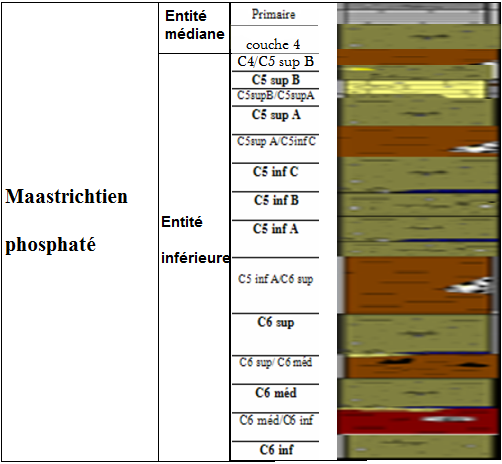 Maastrichtien
phosphaté
Entité
médiane
Entité
inférieure
Primaire
couche 4
C4/C5 sup B
C5 sup B
C5supB/C5supA
C5 sup A
C5sup A/C5infC
C5 inf C
C5 inf B
C5 inf A
C5 inf A/C6 sup
C6 sup
C6 sup/ C6 méd
C6 méd
C6 méd/C6 inf
C6 inf